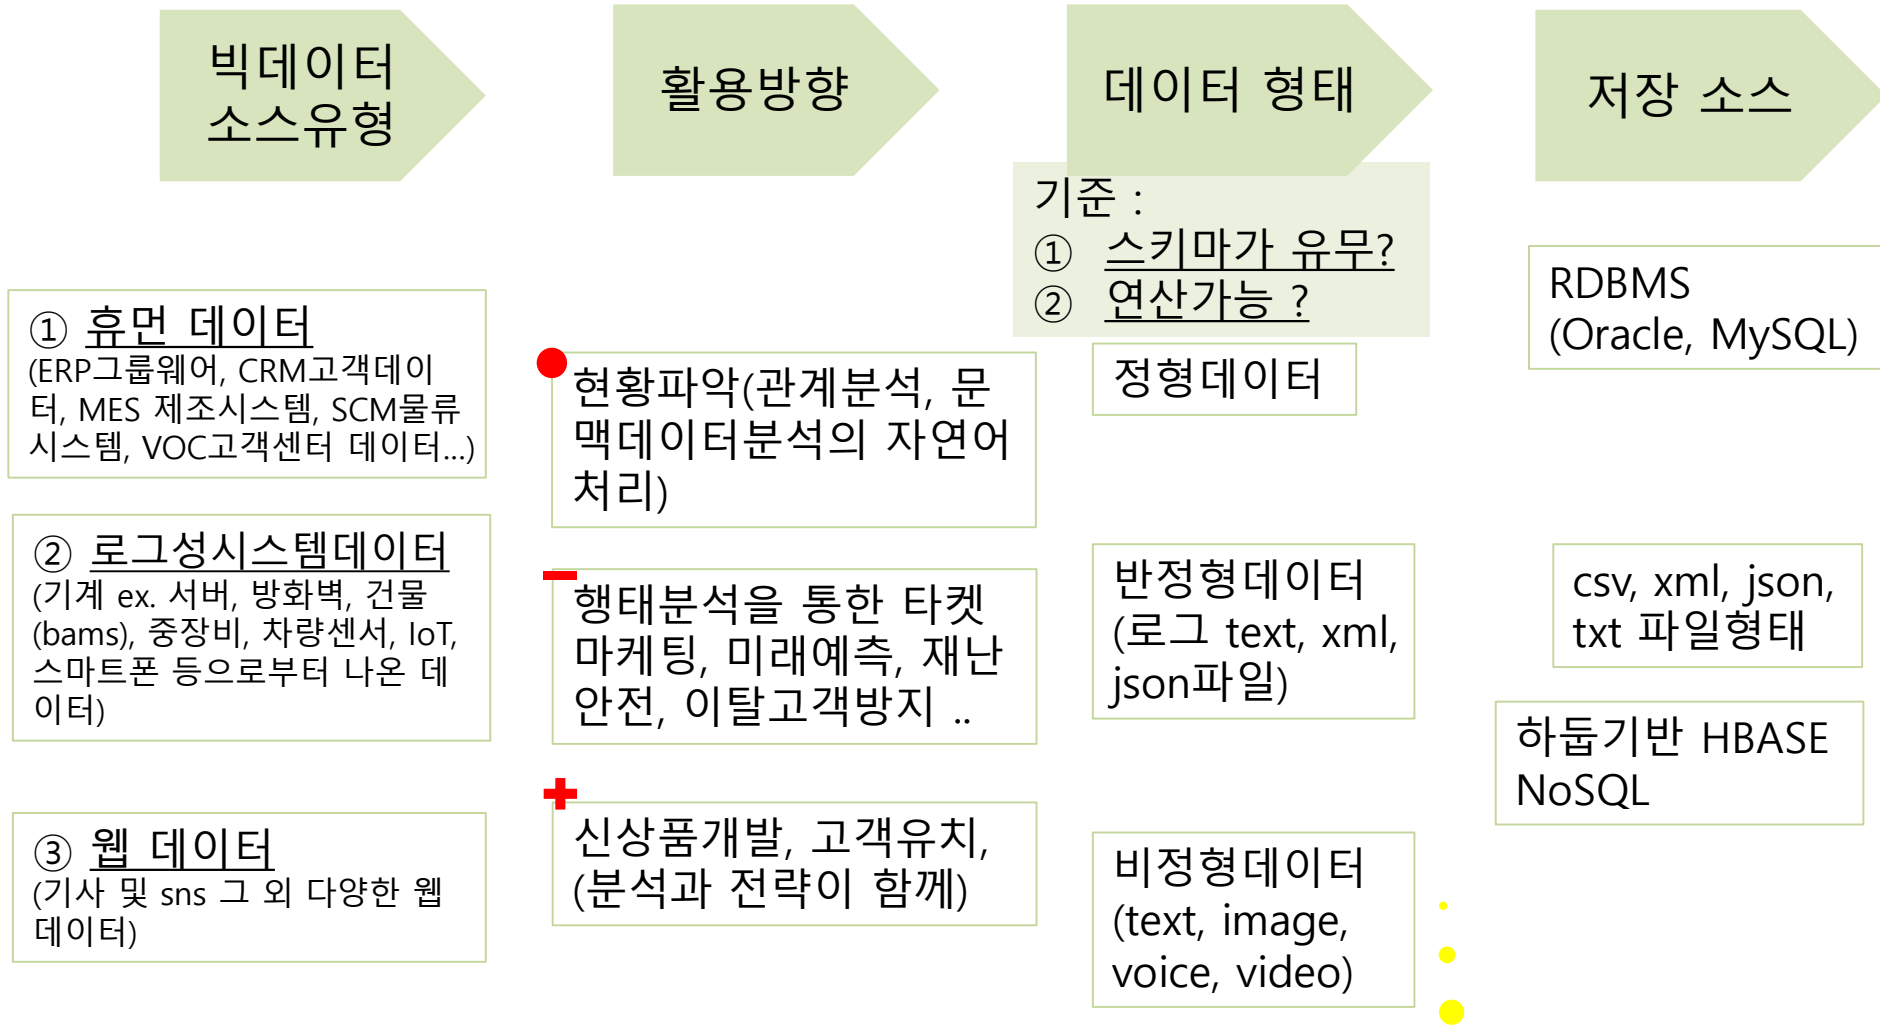 빅데이터
소스유형
활용방향
데이터 형태
저장 소스
① 휴먼 데이터
(ERP그룹웨어, CRM고객데이
터, MES 제조시스템, SCM물류
시스템, VOC고객센터 데이터...)
② 로그성시스템데이터
(기계 ex. 서버, 방화벽, 건물
(bams), 중장비, 차량센서, IoT,
스마트폰 등으로부터 나온 데
이터)
③ 웹 데이터
(기사 및 sns 그 외 다양한 웹
데이터)
현황파악(관계분석, 문
맥데이터분석의 자연어
처리)
행태분석을 통한 타켓
마케팅, 미래예측, 재난
안전, 이탈고객방지 ..
신상품개발, 고객유치,
(분석과 전략이 함께)
기준 :
① 스키마가 유무?
② 연산가능 ?
정형데이터
반정형데이터
(로그 text, xml,
json파일)
비정형데이터
(text, image,
voice, video)
RDBMS
(Oracle, MySQL)
csv, xml, json,
txt 파일형태
하둡기반 HBASE
NoSQL